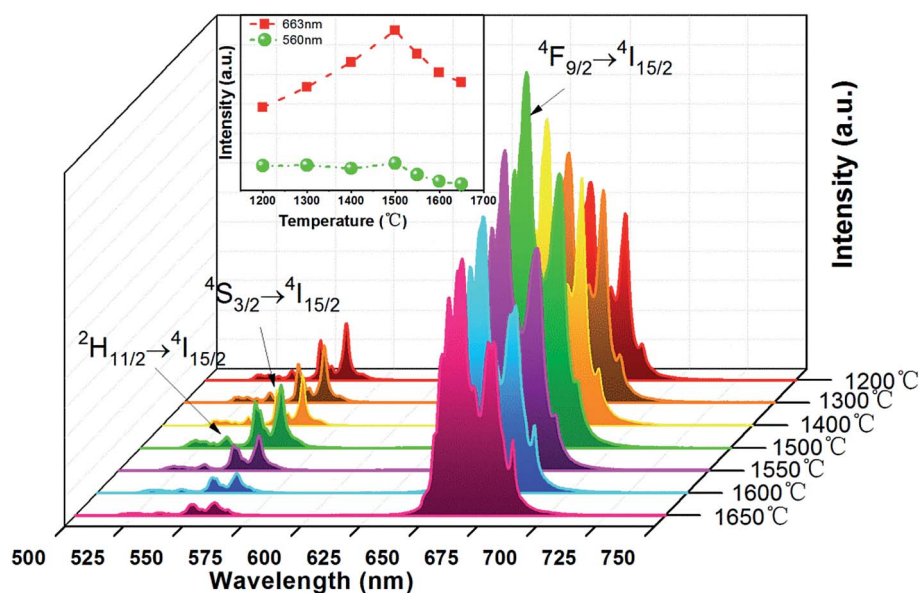 663nm
560nm
Intensity (a.u.)
1200 1300 1400 1500 1600 1700
Temperature (℃)
⁴F₉/₂→⁴I₁₅/₂
Intensity (a.u.)
⁴S₃/₂→⁴I₁₅/₂
²H₁₁/₂→⁴I₁₅/₂
1200℃
1300℃
1400℃
1500℃
1550℃
1600℃
1650℃
500 525 550 575 600 625 650 675 700 725 750
Wavelength (nm)